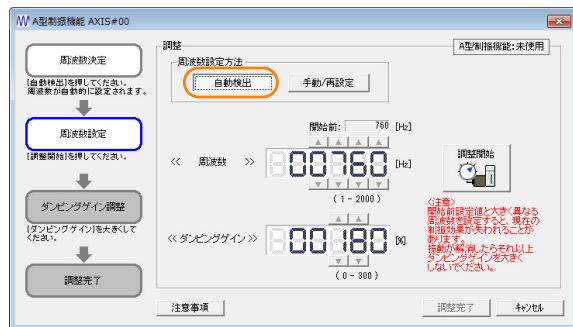 A型制振機能 AXIS#00
調整
A型制振機能:未使用
周波数決定
[自動検出]を押してください。
周波数が自動的に設定されます。
周波数設定
[調整開始]を押してください。
ダンピングゲイン調整
[ダンピングゲイン]を大きくして
ください。
調整完了
周波数設定方法
自動検出
手動/再設定
開始前: 760 [Hz]
<< 周波数 >>
00760
[Hz]
( 1 - 2000 )
<< ダンピングゲイン >>
00180
[%]
( 0 - 300 )
調整開始
<注意>
開始前設定値と大きく異なる
周波数を設定すると、現在の
制振効果が失われることが
あります。
振動が解消したらそれ以上
ダンピングゲインを大きく
しないでください。
注意事項
調整完了
キャンセル